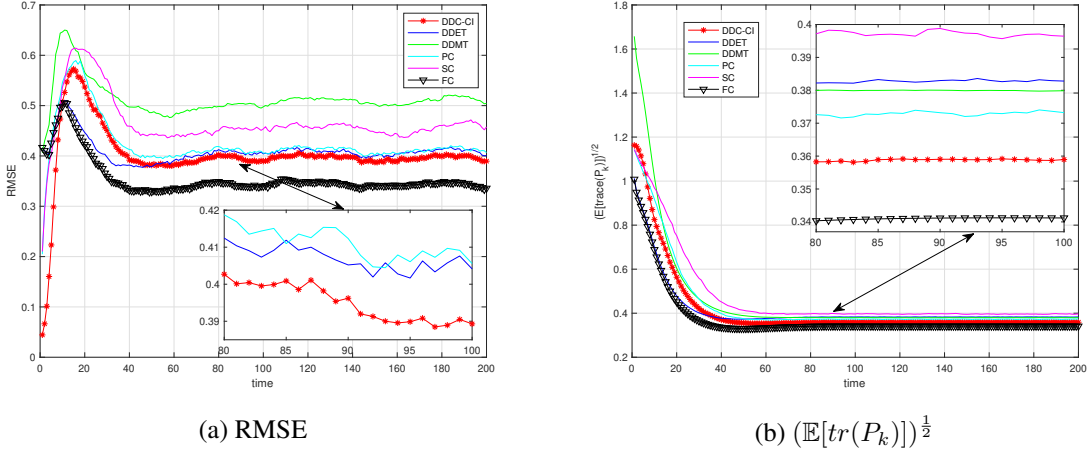 0.7
0.6
0.5
0.4
0.3
0.2
0.1
0
RMSE
0 20 40 60 80 100 120 140 160 180 200
time
DDC-CI
DDET
DDMT
PC
SC
FC
0.42
0.41
0.4
0.39
80 85 90 95 100
(a) RMSE
1.8
1.6
1.4
1.2
1
0.8
0.6
0.4
0.2
(E[trace(P_k)])^{1/2}
0 20 40 60 80 100 120 140 160 180 200
time
DDC-CI
DDET
DDMT
PC
SC
FC
0.4
0.39
0.38
0.37
0.36
0.35
0.34
80 85 90 95 100
(b) (𝔼[tr(P_k)])^{1/2}